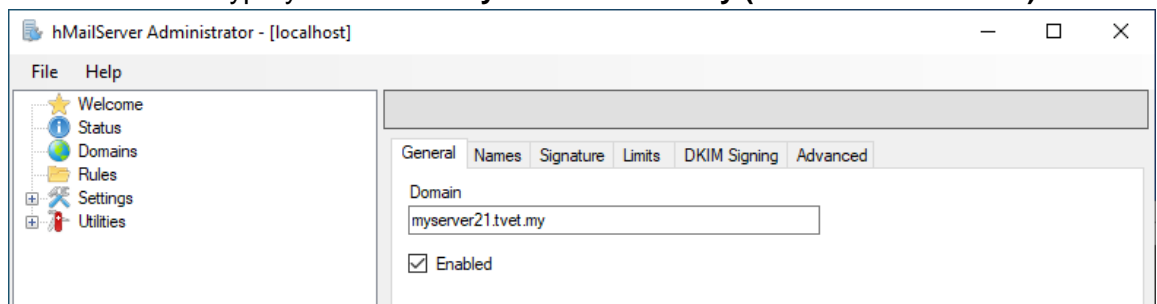 hMailServer Administrator - [localhost]
File Help
Welcome
Status
Domains
Rules
Settings
Utilities
General Names Signature Limits DKIM Signing Advanced
Domain
myserver21.tvet.my
Enabled